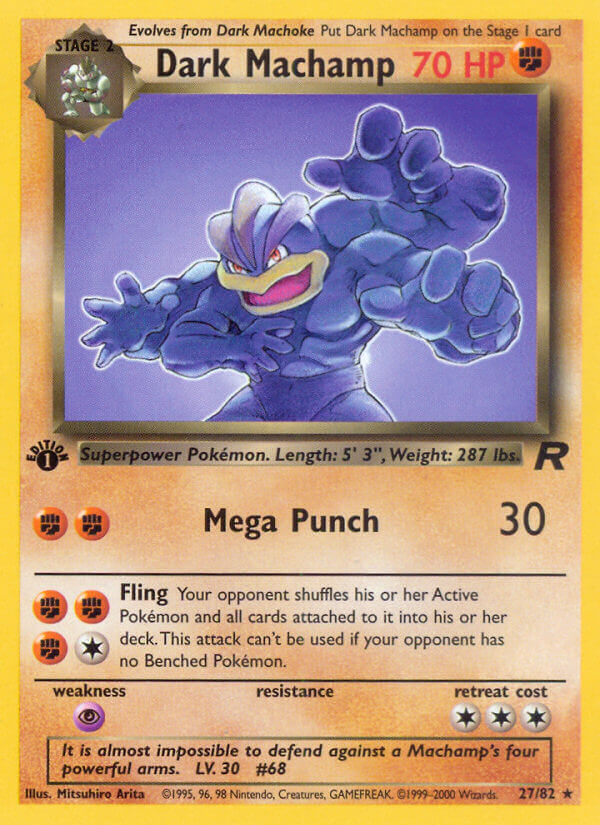 Evolves from Dark Machoke Put Dark Machamp on the Stage 1 card
STAGE 2
Dark Machamp 70 HP
EDITION
1
Superpower Pokémon. Length: 5' 3", Weight: 287 lbs.
R
Mega Punch 30
Fling Your opponent shuffles his or her Active
Pokémon and all cards attached to it into his or her
deck. This attack can't be used if your opponent has
no Benched Pokémon.
weakness resistance retreat cost
It is almost impossible to defend against a Machamp's four
powerful arms. LV. 30 #68
Illus. Mitsuhiro Arita ©1995, 96, 98 Nintendo, Creatures, GAMEFREAK. ©1999-2000 Wizards. 27/82 ★